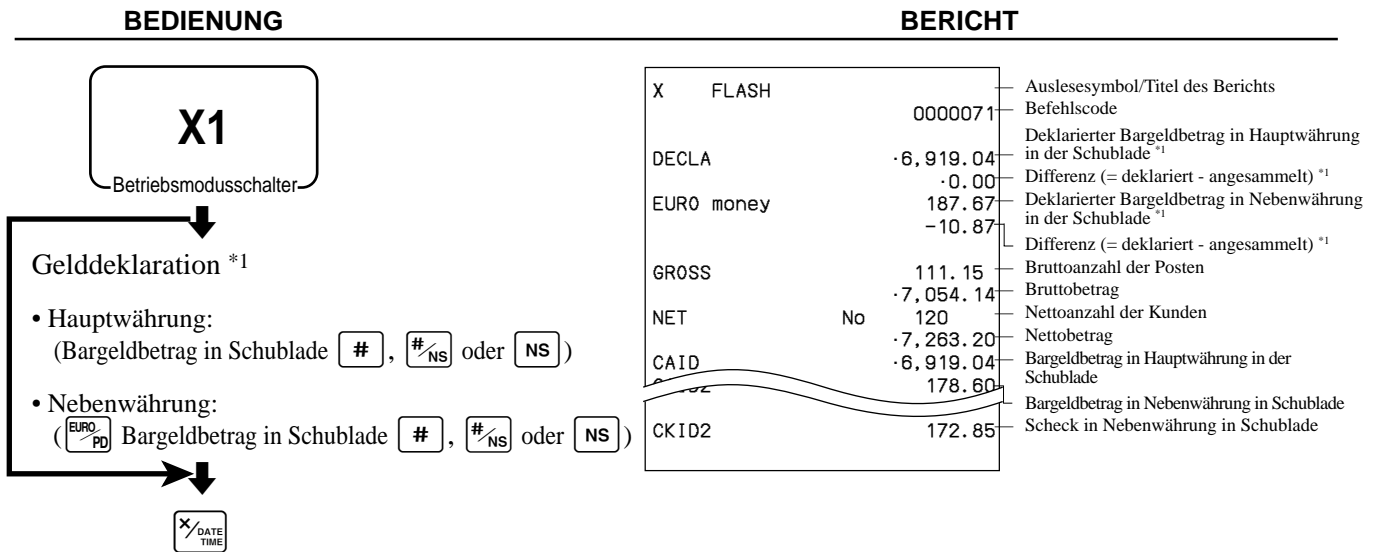 BEDIENUNG
BERICHT
X1
Betriebsmodusschalter
Gelddeklaration *1
• Hauptwährung:
(Bargeldbetrag in Schublade #, #/NS oder NS)
• Nebenwährung:
(EURO/PD Bargeldbetrag in Schublade #, #/NS oder NS)
×/DATE TIME
X FLASH
0000071
DECLA ·6,919.04
·0.00
EURO money 187.67
-10.87
GROSS 111.15
·7,054.14
NET No 120
·7,263.20
CAID ·6,919.04
178.60
CKID2 172.85
Auslesesymbol/Titel des Berichts
Befehlscode
Deklarierter Bargeldbetrag in Hauptwährung
in der Schublade *1
Differenz (= deklariert - angesammelt) *1
Deklarierter Bargeldbetrag in Nebenwährung
in der Schublade *1
Differenz (= deklariert - angesammelt) *1
Bruttoanzahl der Posten
Bruttobetrag
Nettoanzahl der Kunden
Nettobetrag
Bargeldbetrag in Hauptwährung in der
Schublade
Bargeldbetrag in Nebenwährung in Schublade
Scheck in Nebenwährung in Schublade